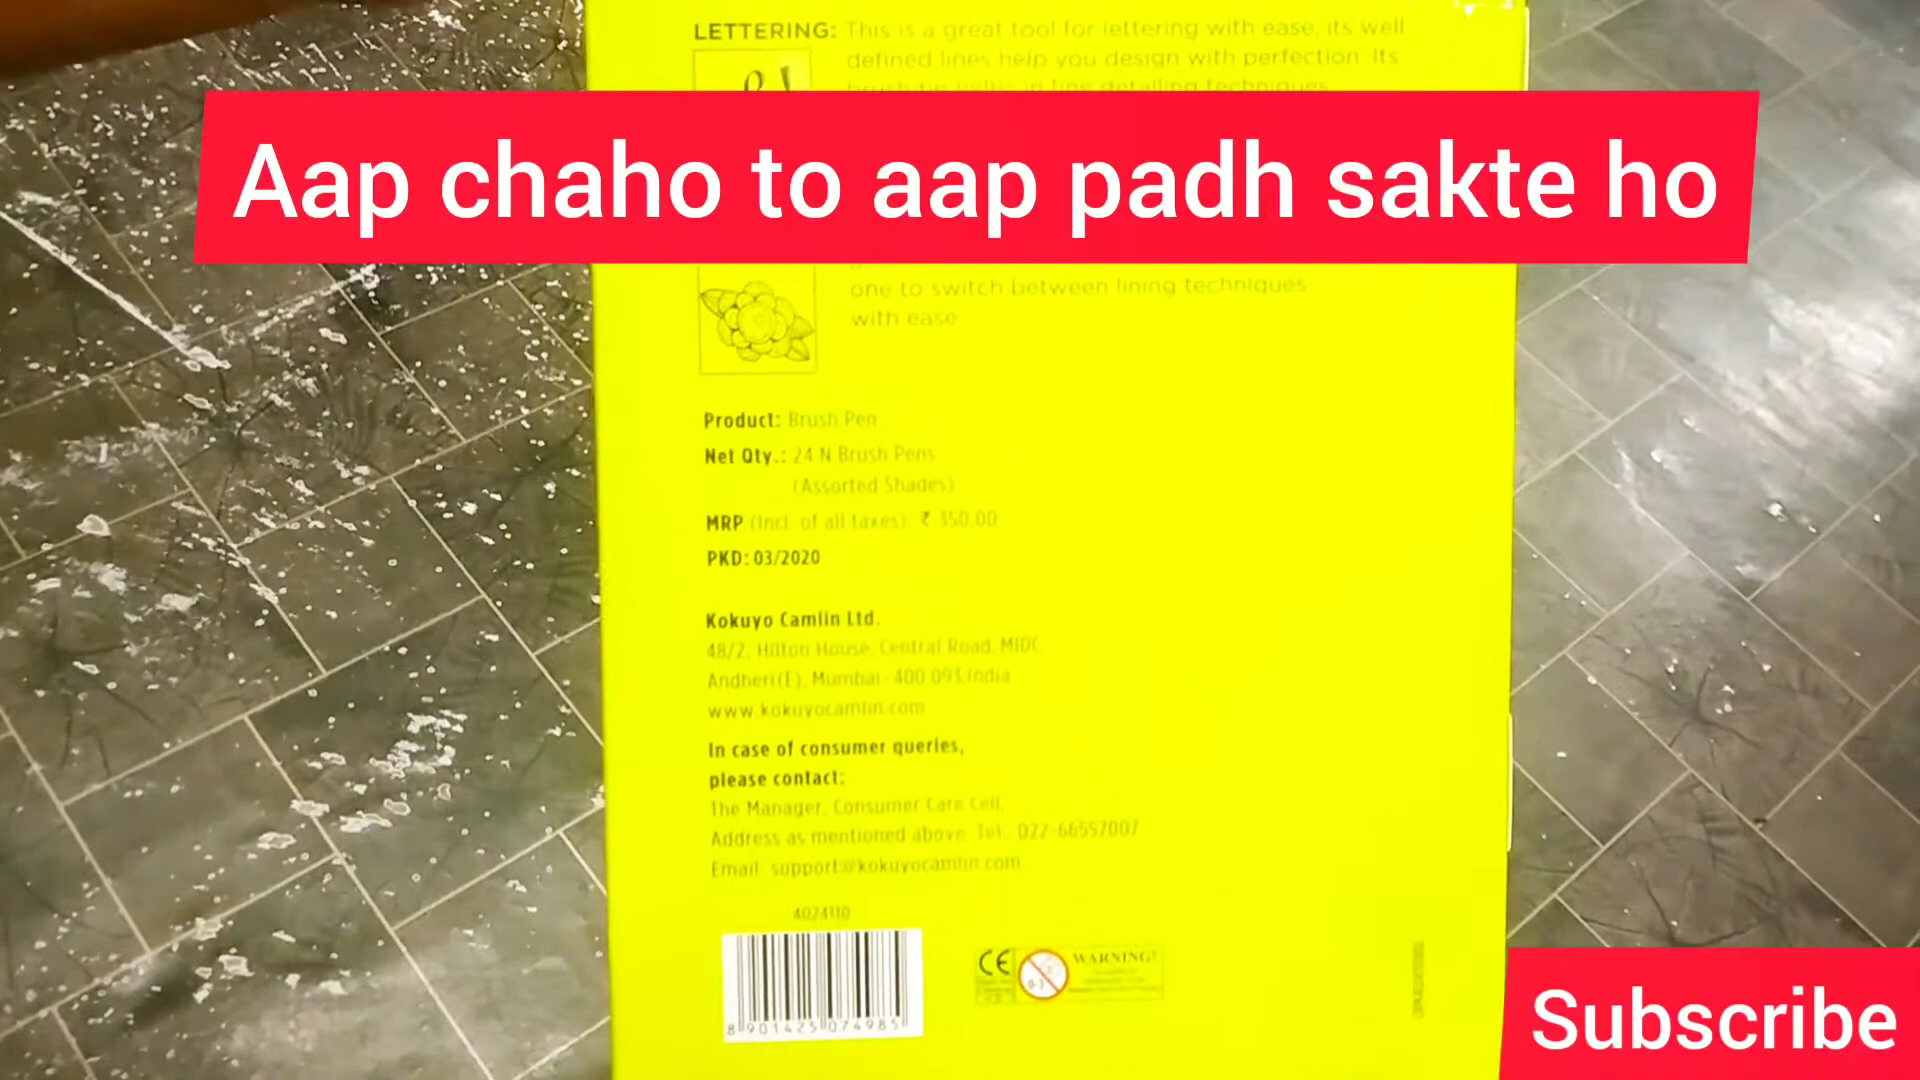 LETTERING: This is a great tool for lettering with ease, its well
defined lines help you design with perfection. Its
detailing techniques
Aap chaho to aap padh sakte ho
one to switch between lining techniques
with ease
Product: Brush Pen
Net Qty.: 24 N Brush Pens
(Assorted Shades)
MRP (Incl. of all taxes): ₹ 350.00
PKD: 03/2020
Kokuyo Camlin Ltd.
48/2, Hilton House, Central Road, MIDC,
Andheri(E), Mumbai - 400 093,India
www.kokuyocamlin.com
In case of consumer queries,
please contact:
The Manager, Consumer Care Cell,
Address as mentioned above. Tel.: 022-66557007
Email: support@kokuyocamlin.com
4024110
8 901425 074985
CE
0-3
WARNING!
Subscribe